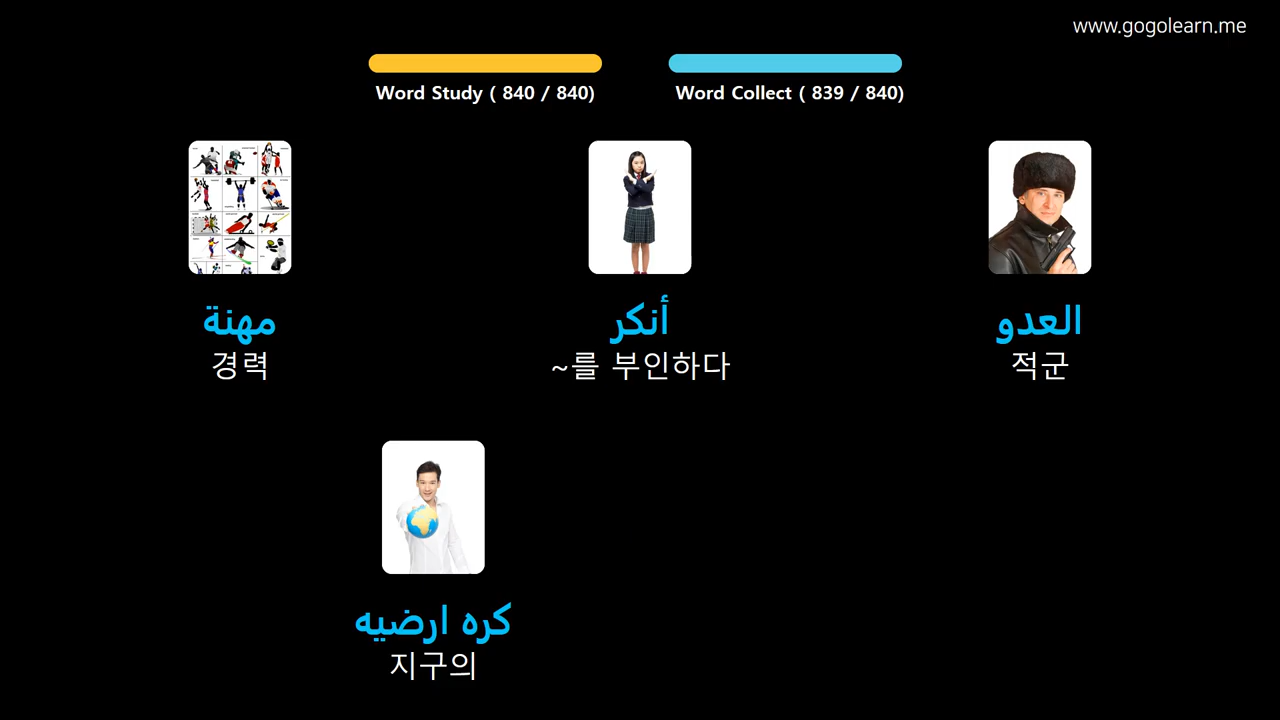 www.gogolearn.me
Word Study ( 840 / 840)
Word Collect ( 839 / 840)
مهنة
경력
أنكر
~를 부인하다
العدو
적군
كره ارضيه
지구의